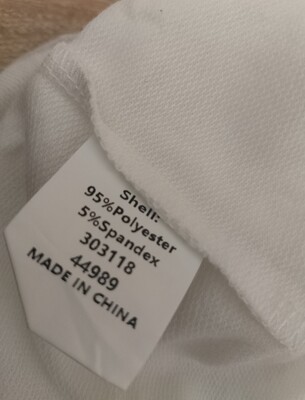 Shell:
95%Polyester
5%Spandex
303118
44989
MADE IN CHINA